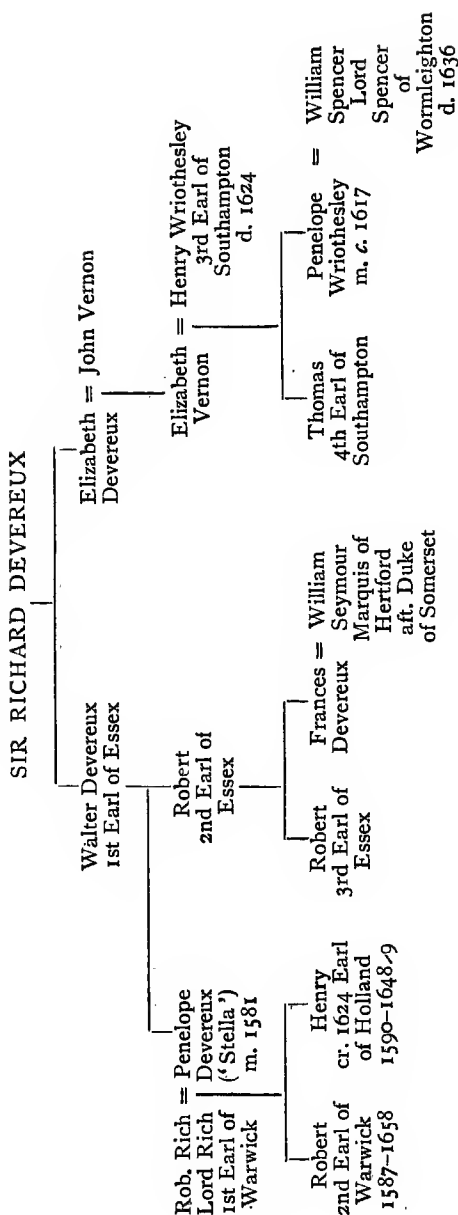 SIR RICHARD DEVEREUX
Walter Devereux
1st Earl of Essex
Elizabeth = John Vernon
Devereux
Rob. Rich = Penelope
Lord Rich Devereux
1st Earl of ('Stella')
Warwick m. 1581
Robert
2nd Earl of
Essex
Elizabeth = Henry Wriothesley
Vernon 3rd Earl of
Southampton
d. 1624
Robert
2nd Earl of
Warwick
1587-1658
Henry
cr. 1624 Earl
of Holland
1590-1648/9
Robert
3rd Earl of
Essex
Frances = William
Devereux Seymour
Marquis of
Hertford
aft. Duke
of Somerset
Thomas
4th Earl of
Southampton
Penelope = William
Wriothesley Spencer
m. c. 1617 Lord
Spencer
of
Wormleighton
d. 1636